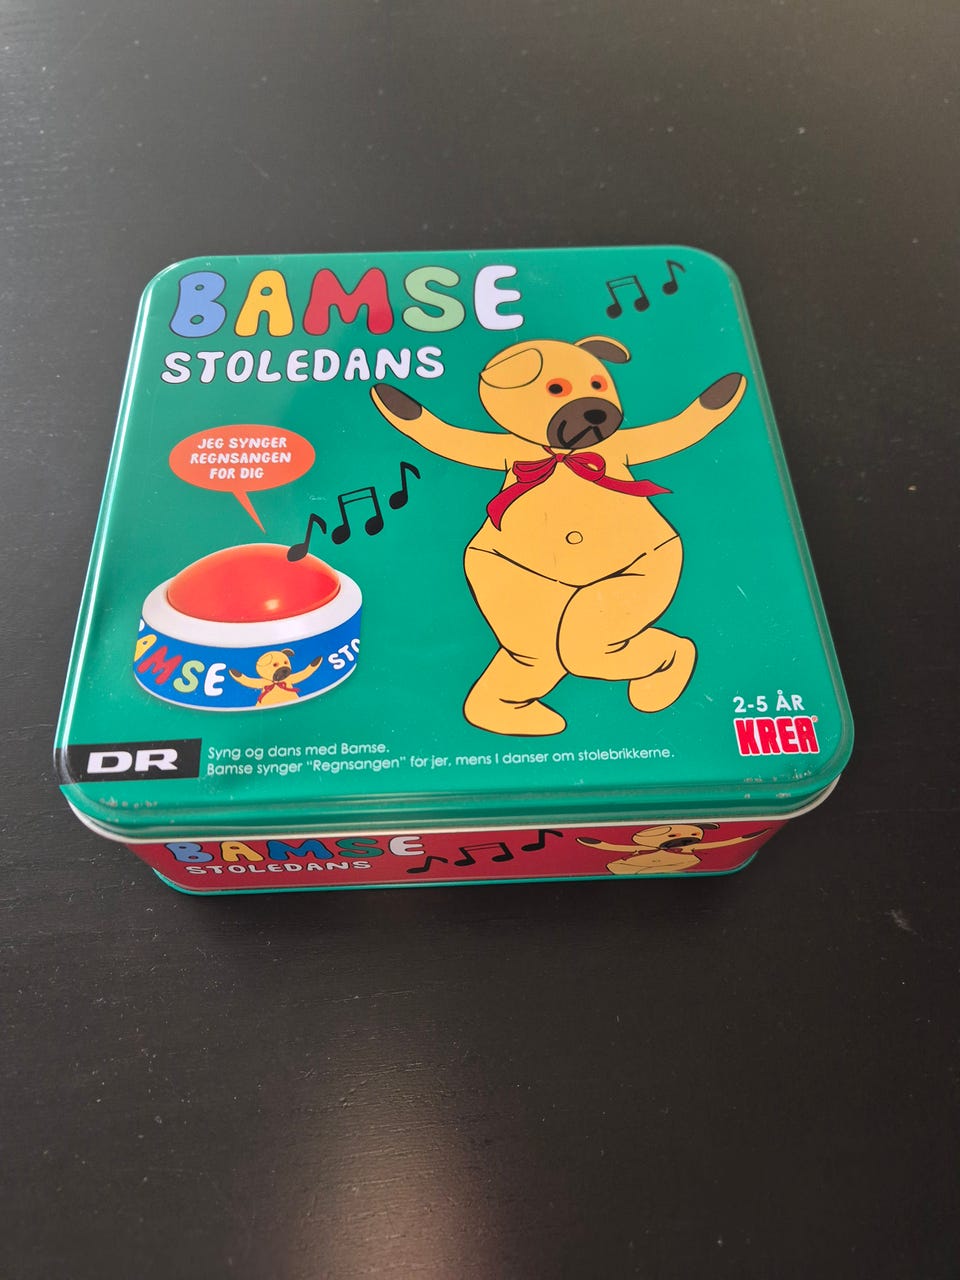 BAMSE
STOLEDANS
JEG SYNGER
REGNSANGEN
FOR DIG
BAMSE
STO
2-5 ÅR
KREA®
DR
Syng og dans med Bamse.
Bamse synger "Regnsangen" for jer, mens I danser om stolebrikkerne.
BAMSE
STOLEDANS